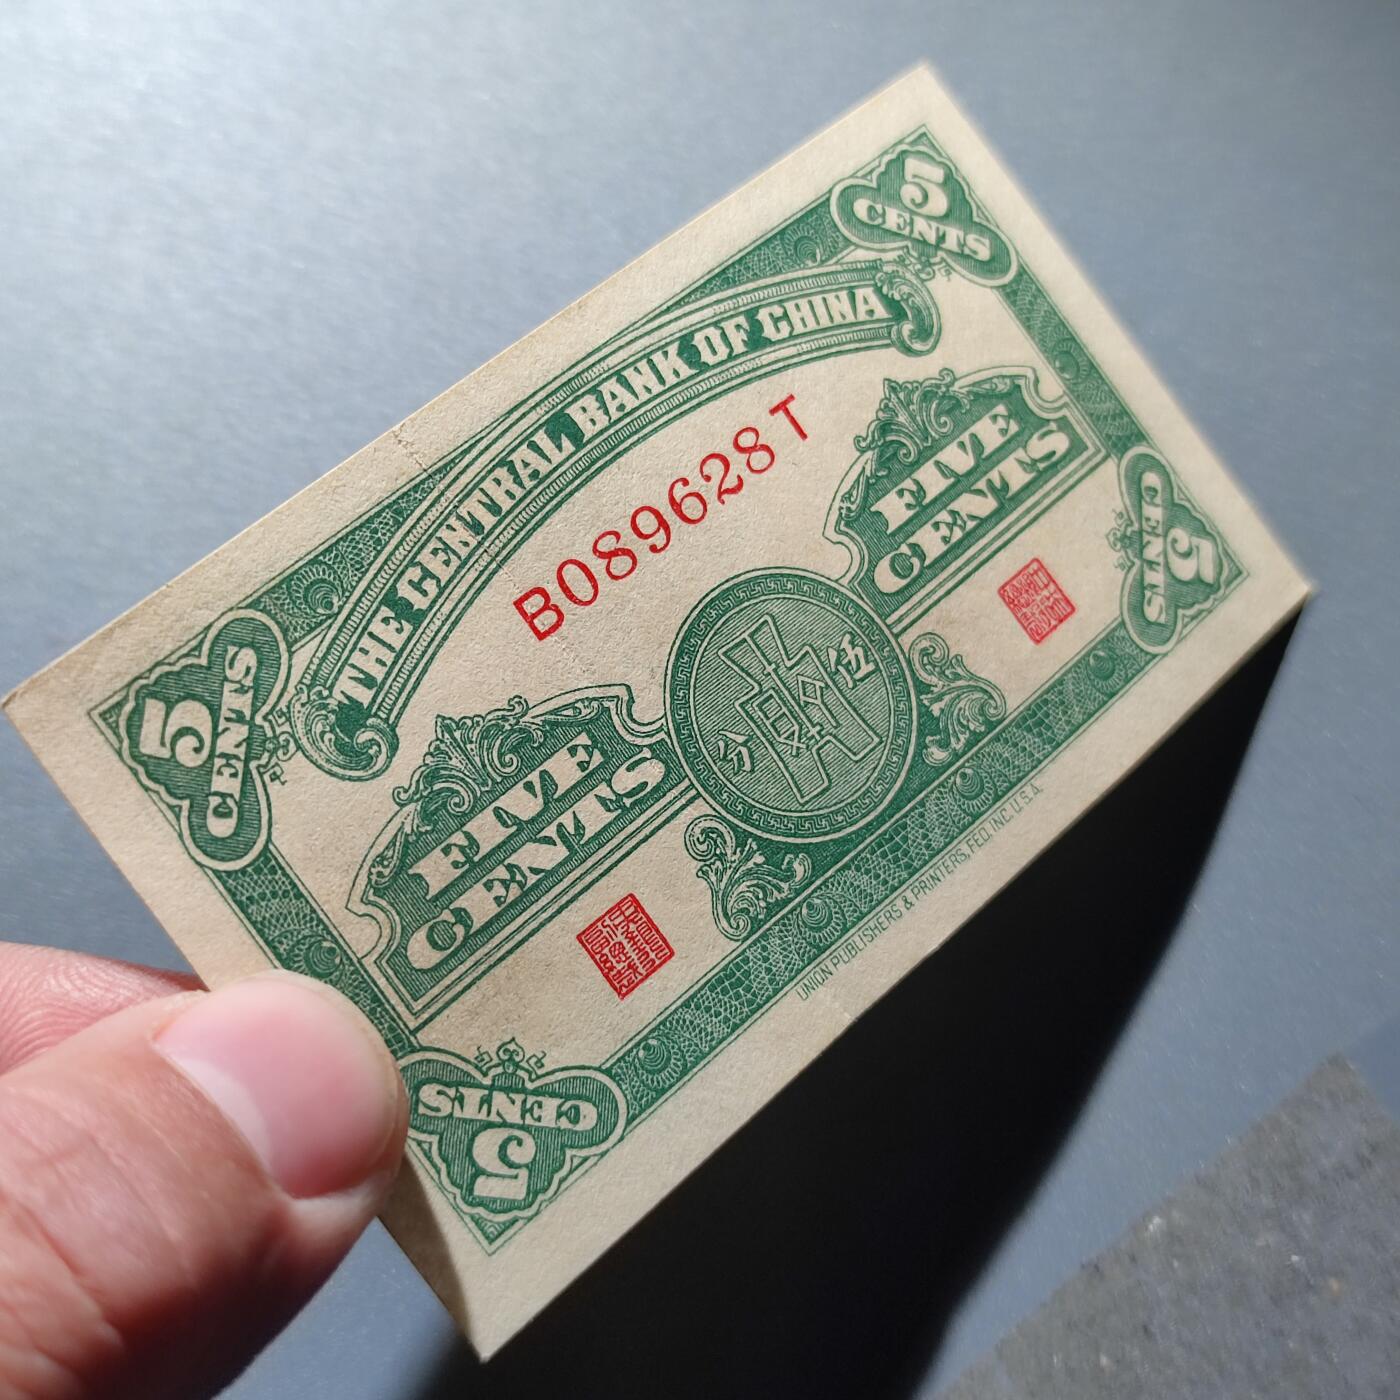 5
CENTS
5
CENTS
THE CENTRAL BANK OF CHINA
B089628T
FIVE
CENTS
FIVE
CENTS
伍
分
5
CENTS
5
CENTS
UNION PUBLISHERS & PRINTERS, FED. INC. U.S.A.